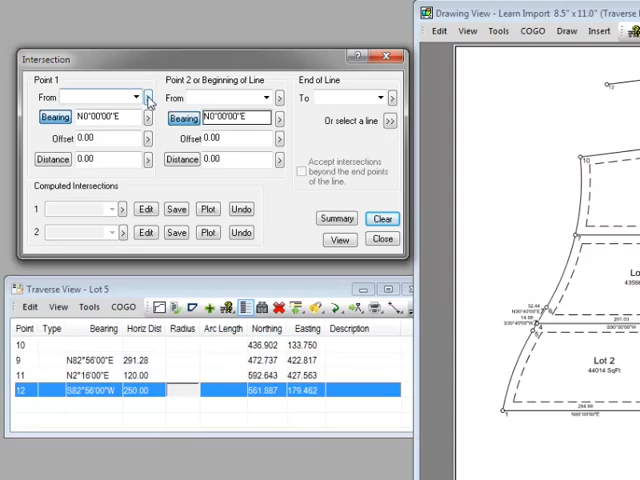 Drawing View - Learn Import 8.5" x 11.0" (Traverse
Edit View Tools COGO Draw Insert
Intersection
Point 1
Point 2 or Beginning of Line
End of Line
From
From
To
Bearing N0°00'00"E
Bearing N0°00'00"E
Or select a line >>
Offset 0.00
Offset 0.00
Distance 0.00
Distance 0.00
Accept intersections
beyond the end points
of the line.
Computed Intersections
1 Edit Save Plot Undo
2 Edit Save Plot Undo
Summary Clear
View Close
Traverse View - Lot 5
Edit View Tools COGO
Point Type Bearing Horiz Dist Radius Arc Length Northing Easting Description
10 436.902 133.750
9 N82°56'00"E 291.28 472.737 422.817
11 N2°16'00"E 120.00 592.643 427.563
12 S82°56'00"W 250.00 561.887 179.462
10
Lo
4356
Lot 2
44014 SqFt
1